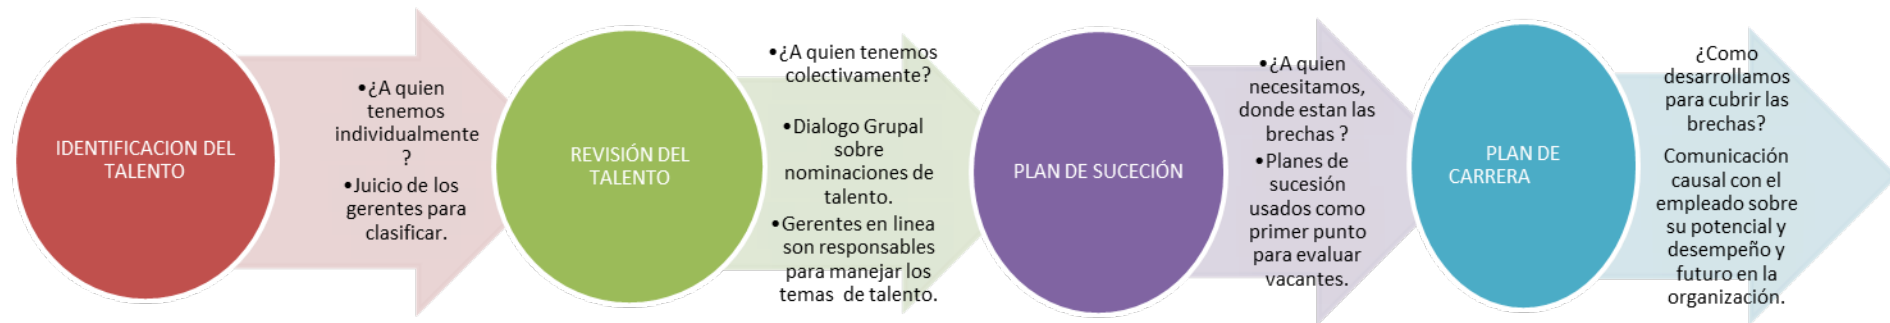 IDENTIFICACION DEL
TALENTO
•¿A quien
tenemos
individualmente
?
•Juicio de los
gerentes para
clasificar.
REVISIÓN DEL
TALENTO
•¿A quien tenemos
colectivamente?
•Dialogo Grupal
sobre
nominaciones de
talento.
•Gerentes en linea
son responsables
para manejar los
temas de talento.
PLAN DE SUCECIÓN
•¿A quien
necesitamos,
donde estan las
brechas ?
•Planes de
sucesión
usados como
primer punto
para evaluar
vacantes.
PLAN DE
CARRERA
¿Como
desarrollamos
para cubrir las
brechas?
Comunicación
causal con el
empleado sobre
su potencial y
desempeño y
futuro en la
organización.